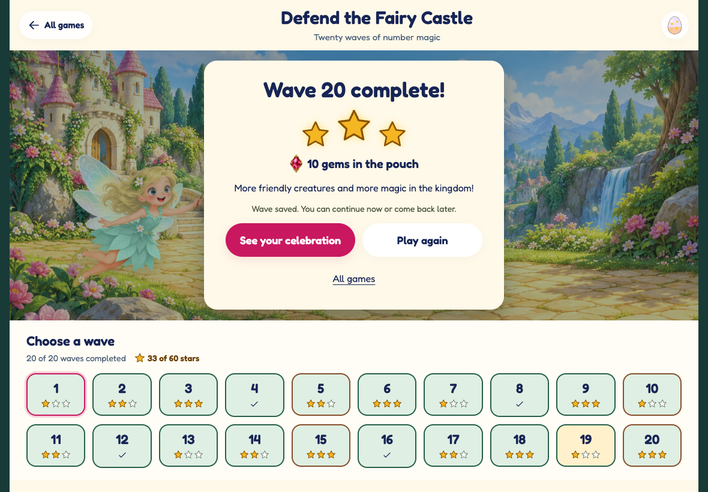 All games
Defend the Fairy Castle
Twenty waves of number magic
Wave 20 complete!
10 gems in the pouch
More friendly creatures and more magic in the kingdom!
Wave saved. You can continue now or come back later.
See your celebration
Play again
All games
Choose a wave
20 of 20 waves completed 33 of 60 stars
1 2 3 4 5 6 7 8 9 10
11 12 13 14 15 16 17 18 19 20